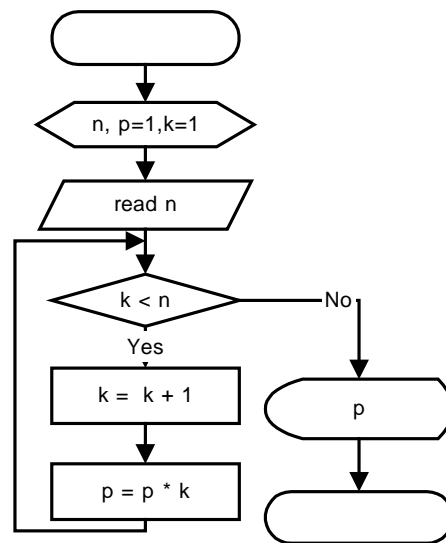 n, p=1,k=1
read n
k < n
No
Yes
k = k + 1
p
p = p * k